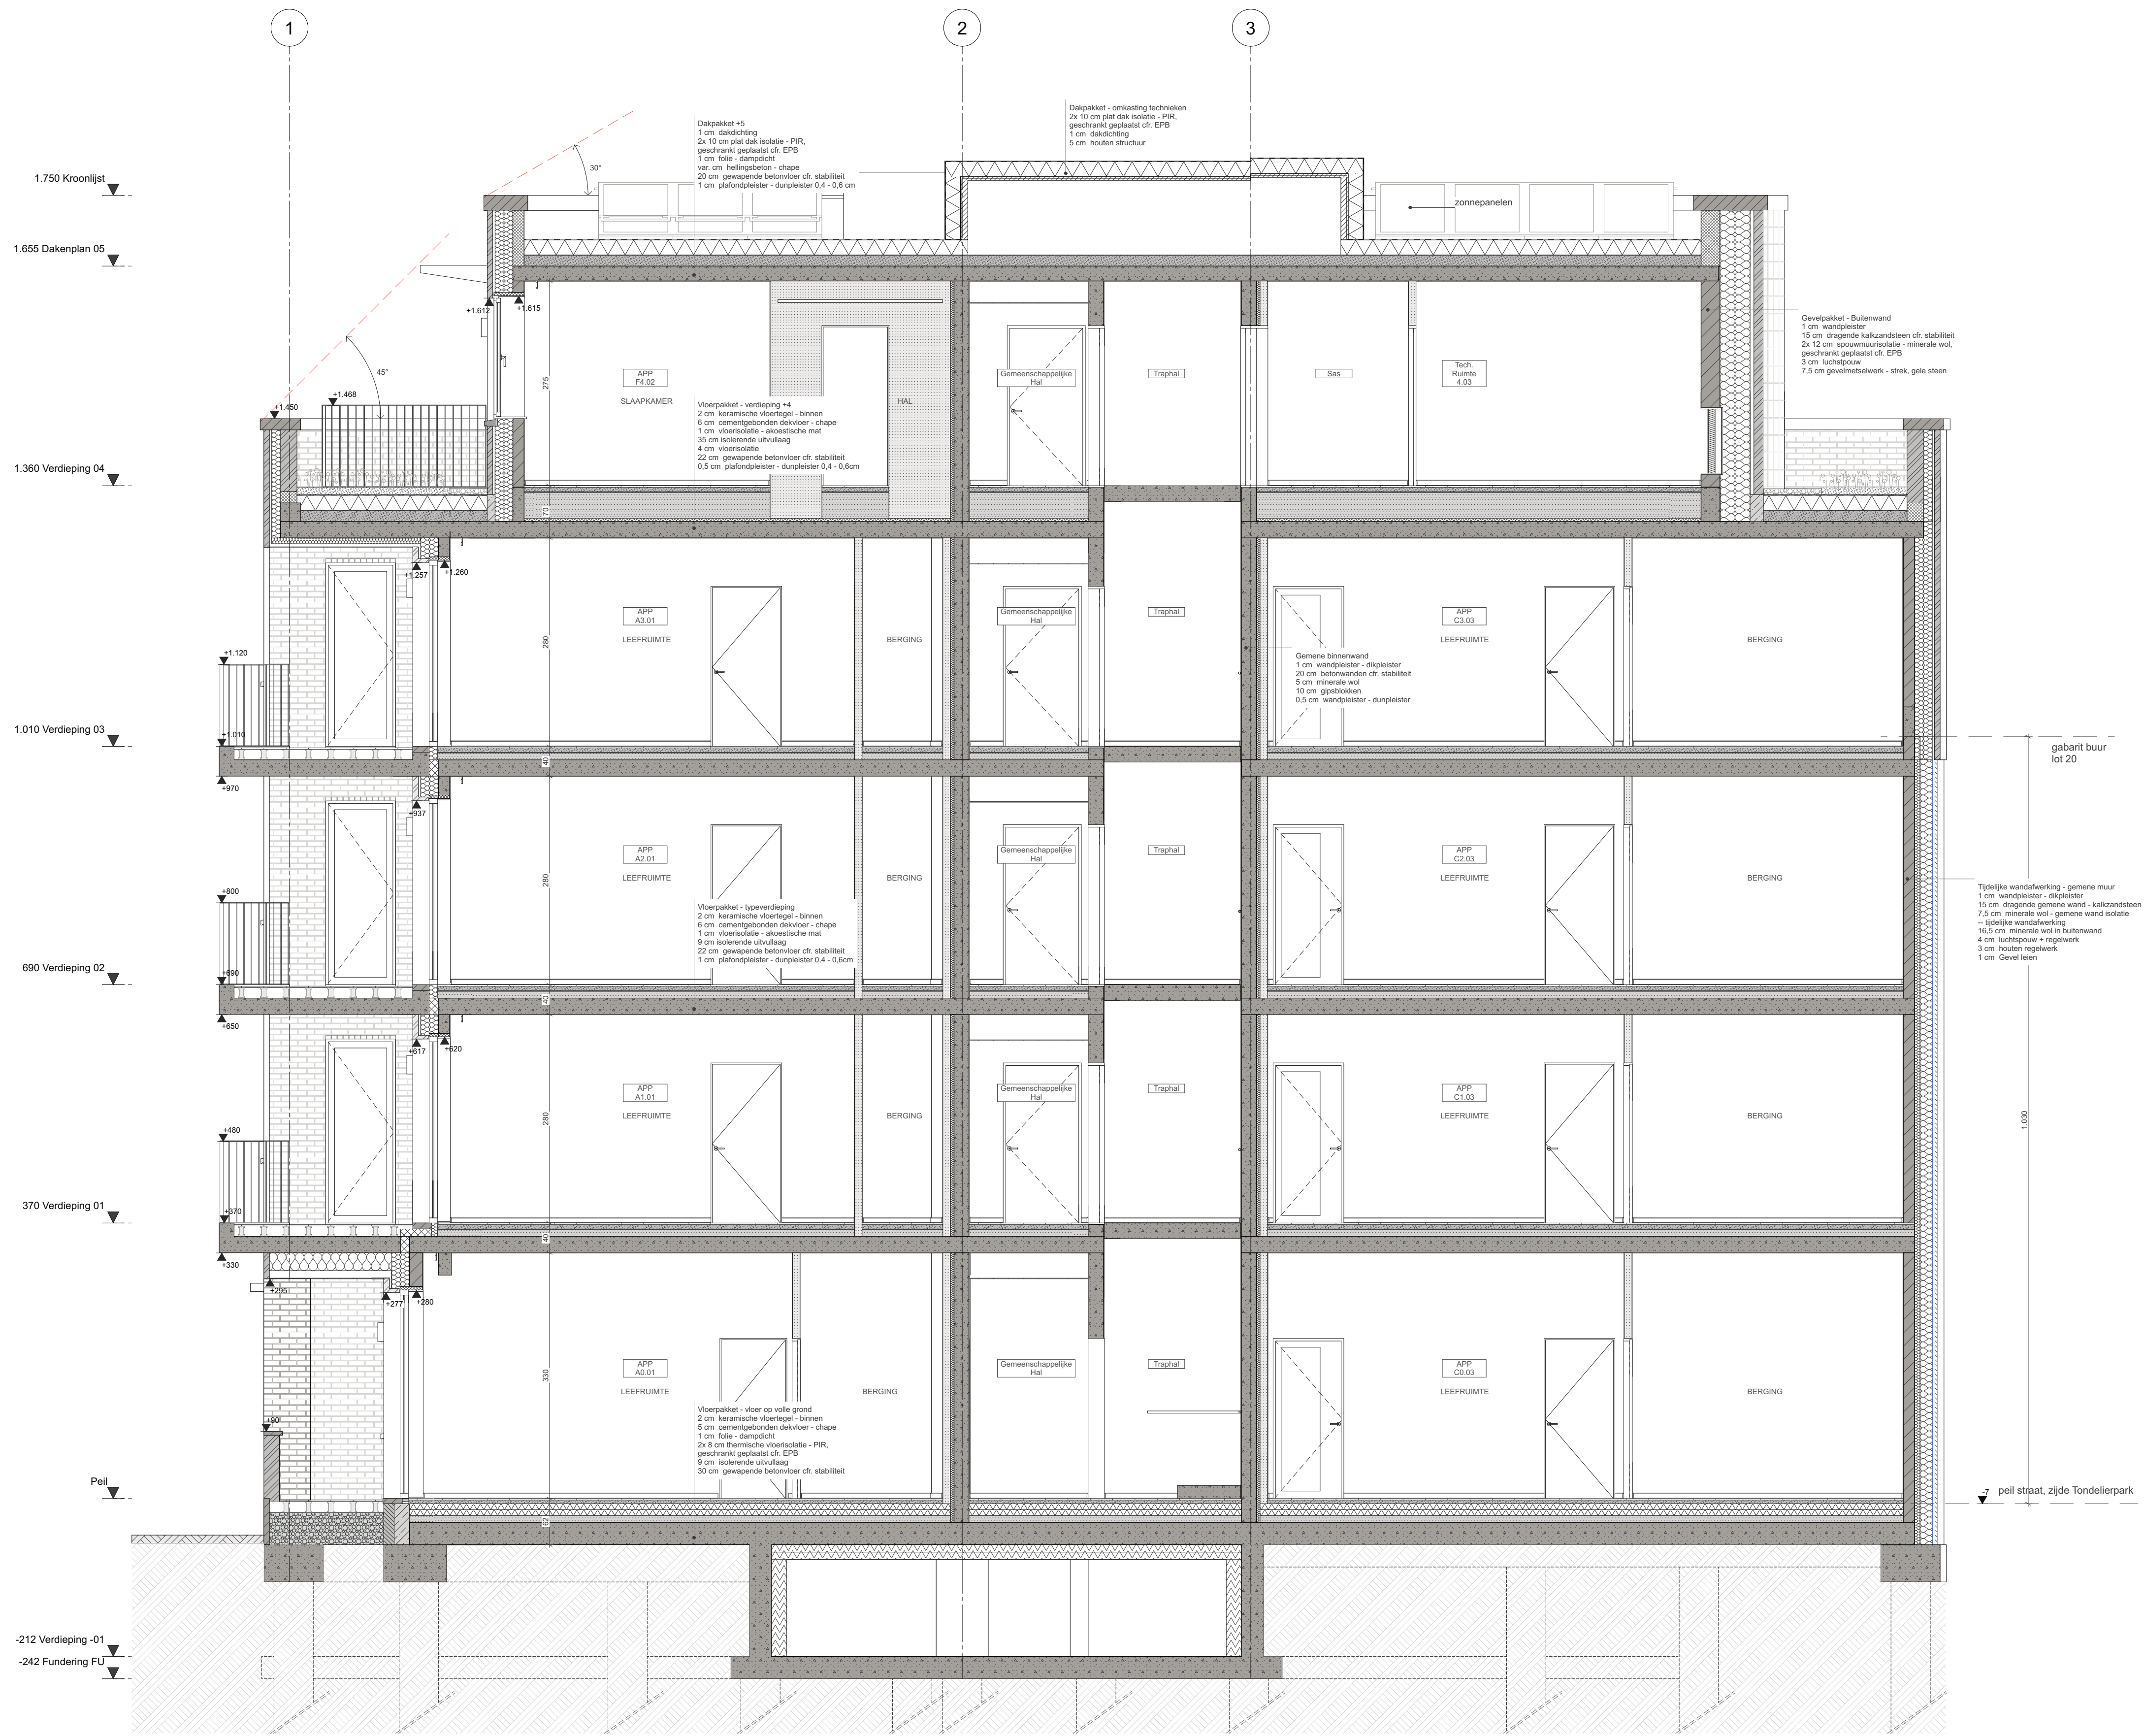 1
2
3
Dakpakket - omkasting technieken
2x 10 cm plat dak isolatie - PIR,
geschrankt geplaatst cfr. EPB
1 cm  dakdichting
5 cm  houten structuur
Dakpakket +5
1 cm  dakdichting
2x 10 cm plat dak isolatie - PIR,
geschrankt geplaatst cfr. EPB
1 cm  folie - dampdicht
var. cm  hellingsbeton - chape
20 cm  gewapende betonvloer cfr. stabiliteit
1 cm  plafondpleister - dunpleister 0,4 - 0,6 cm
30°
1.750 Kroonlijst
zonnepanelen
1.655 Dakenplan 05
+1.612
+1.615
Gevelpakket - Buitenwand
1 cm  wandpleister
15 cm  dragende kalkzandsteen cfr. stabiliteit
2x 12 cm  spouwmuurisolatie - minerale wol,
geschrankt geplaatst cfr. EPB
3 cm  luchstpouw
7,5 cm gevelmetselwerk - strek, gele steen
45°
275
APP
F4.02
SLAAPKAMER
HAL
Gemeenschappelijke
Hal
Traphal
Sas
Tech.
Ruimte
4.03
+1.468
+1.450
Vloerpakket - verdieping +4
2 cm  keramische vloertegel - binnen
6 cm  cementgebonden dekvloer - chape
1 cm  vloerisolatie - akoestische mat
35 cm isolerende uitvullaag
4 cm  vloerisolatie
22 cm  gewapende betonvloer cfr. stabiliteit
0,5 cm  plafondpleister - dunpleister 0,4 - 0,6cm
1.360 Verdieping 04
70
+1.257
+1.260
APP
A3.01
LEEFRUIMTE
280
BERGING
Gemeenschappelijke
Hal
Traphal
APP
C3.03
LEEFRUIMTE
BERGING
+1.120
Gemene binnenwand
1 cm  wandpleister - dikpleister
20 cm  betonwanden cfr. stabiliteit
5 cm  minerale wol
10 cm  gipsblokken
0,5 cm  wandpleister - dunpleister
1.010 Verdieping 03
+1.010
40
gabarit buur
lot 20
+970
+937
APP
A2.01
LEEFRUIMTE
280
BERGING
Gemeenschappelijke
Hal
Traphal
APP
C2.03
LEEFRUIMTE
BERGING
+800
Tijdelijke wandafwerking - gemene muur
1 cm  wandpleister - dikpleister
15 cm  dragende gemene wand - kalkzandsteen
7,5 cm  minerale wol - gemene wand isolatie
-- tijdelijke wandafwerking
16,5 cm  minerale wol in buitenwand
4 cm  luchtspouw + regelwerk
3 cm  houten regelwerk
1 cm  Gevel leien
Vloerpakket - typeverdieping
2 cm  keramische vloertegel - binnen
6 cm  cementgebonden dekvloer - chape
1 cm  vloerisolatie - akoestische mat
9 cm isolerende uitvullaag
22 cm  gewapende betonvloer cfr. stabiliteit
1 cm  plafondpleister - dunpleister 0,4 - 0,6cm
690 Verdieping 02
+690
40
+650
+617
+620
APP
A1.01
LEEFRUIMTE
280
BERGING
Gemeenschappelijke
Hal
Traphal
APP
C1.03
LEEFRUIMTE
BERGING
1.030
+480
370 Verdieping 01
+370
40
+330
+295
+277
+280
APP
A0.01
LEEFRUIMTE
330
BERGING
Gemeenschappelijke
Hal
Traphal
APP
C0.03
LEEFRUIMTE
BERGING
+90
Vloerpakket - vloer op volle grond
2 cm  keramische vloertegel - binnen
5 cm  cementgebonden dekvloer - chape
1 cm  folie - dampdicht
2x 8 cm thermische vloerisolatie - PIR,
geschrankt geplaatst cfr. EPB
9 cm  isolerende uitvullaag
30 cm  gewapende betonvloer cfr. stabiliteit
Peil
-7
peil straat, zijde Tondelierpark
-212 Verdieping -01
-242 Fundering FU